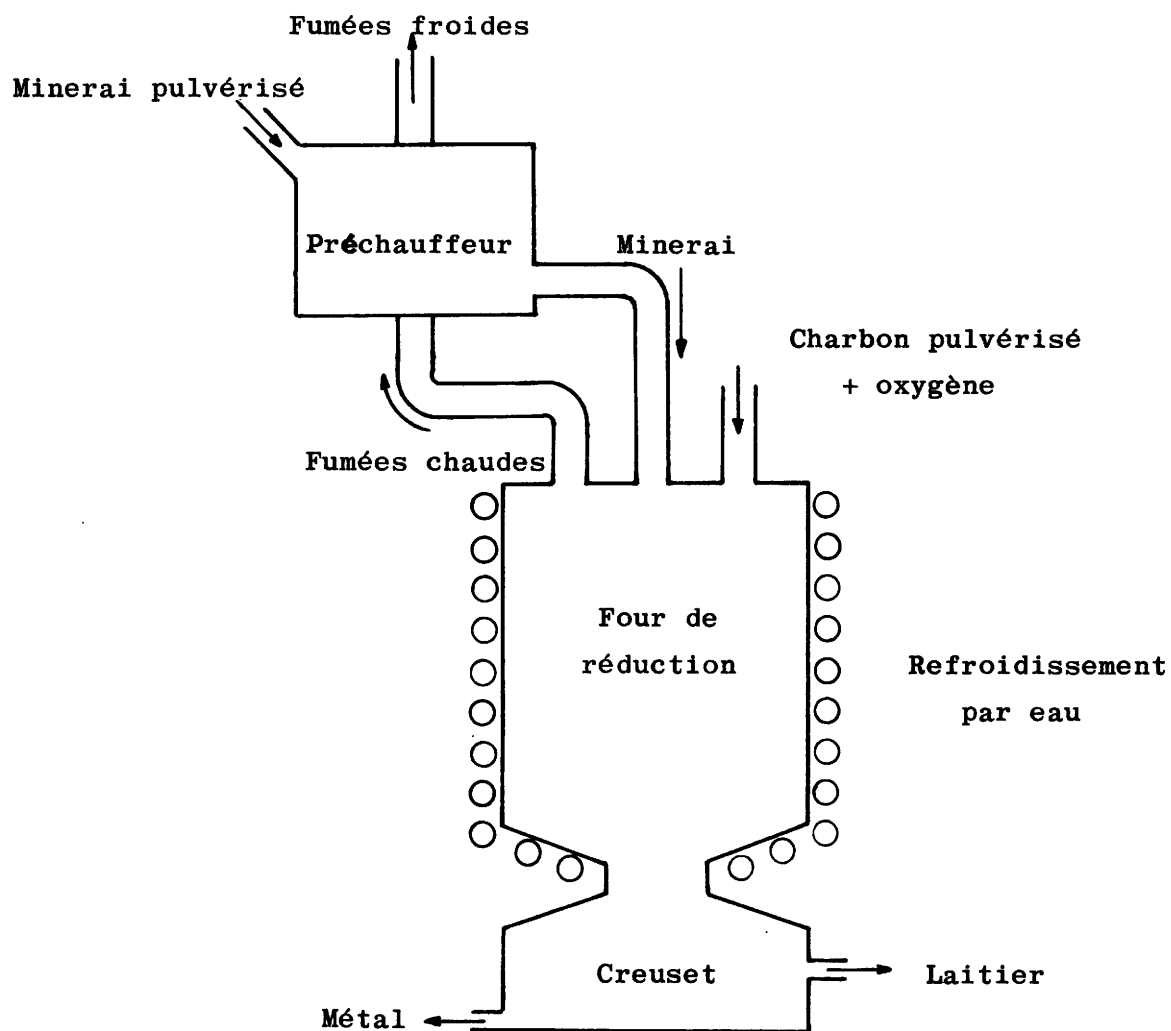 Fumées froides
Minerai pulvérisé
Préchauffeur
Minerai
Charbon pulvérisé
+ oxygène
Fumées chaudes
Four de
réduction
Refroidissement
par eau
Creuset
Laitier
Métal